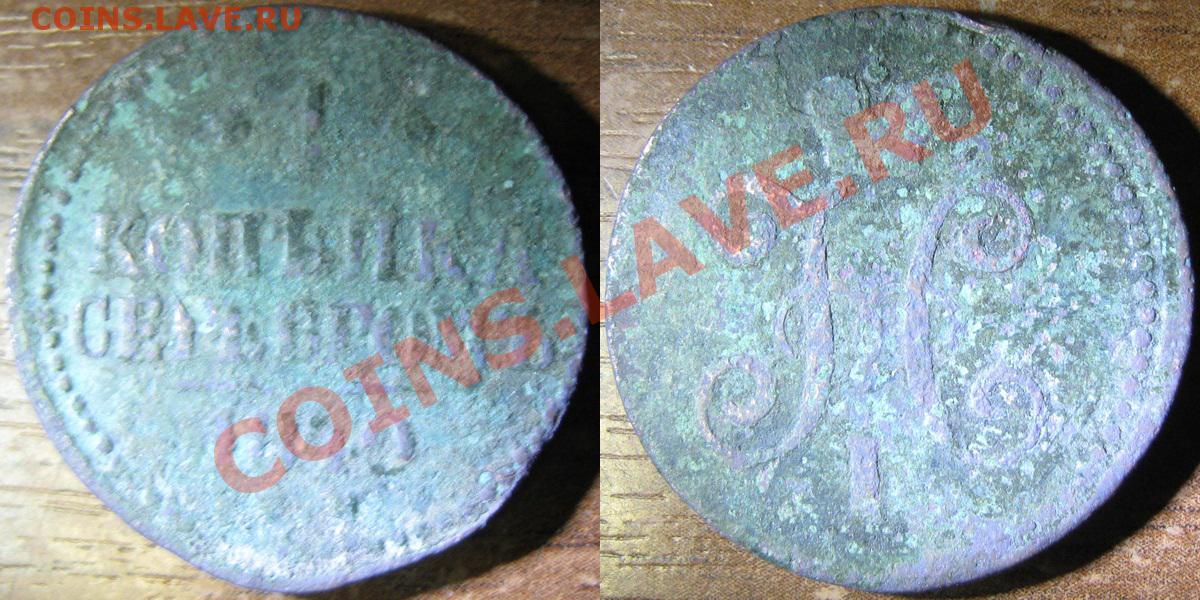 COINS.LAVE.RU
1
КОПѢЙКА
СЕРЕБРОМЪ
COINS.LAVE.RU
Н
I